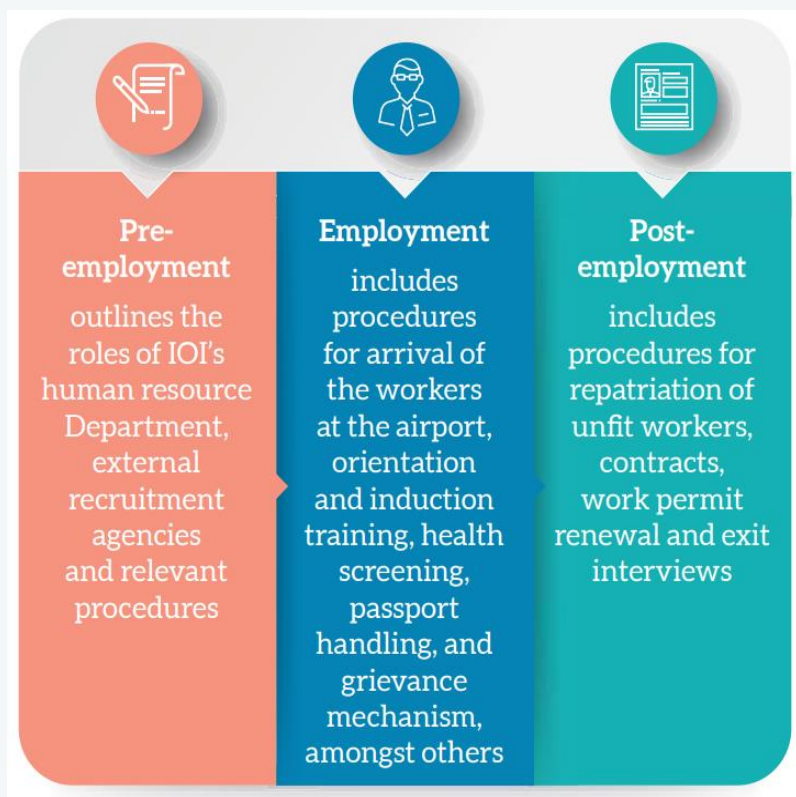 Pre-
employment
outlines the
roles of IOI's
human resource
Department,
external
recruitment
agencies
and relevant
procedures
Employment
includes
procedures
for arrival of
the workers
at the airport,
orientation
and induction
training, health
screening,
passport
handling, and
grievance
mechanism,
amongst others
Post-
employment
includes
procedures for
repatriation of
unfit workers,
contracts,
work permit
renewal and exit
interviews